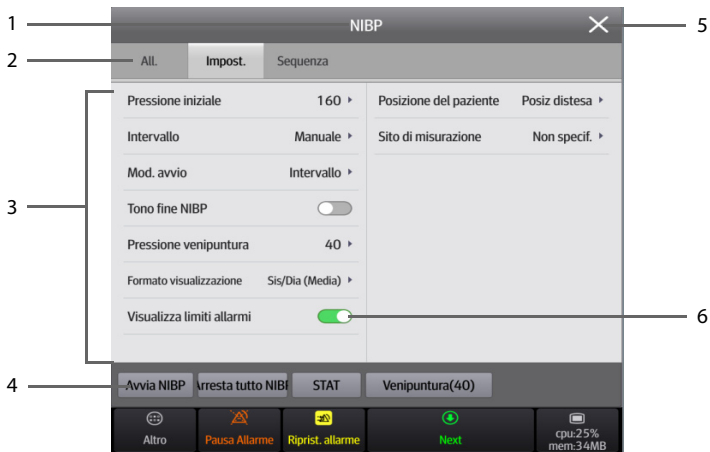 1
NIBP
5
2
All.
Impost.
Sequenza
3
Pressione iniziale 160
Intervallo Manuale
Mod. avvio Intervallo
Tono fine NIBP
Pressione venipuntura 40
Formato visualizzazione Sis/Dia (Media)
Visualizza limiti allarmi
Posizione del paziente Posiz distesa
Sito di misurazione Non specif.
6
4
Avvia NIBP
rresta tutto NIB
STAT
Venipuntura(40)
Altro
Pausa Allarme
Riprist. allarme
Next
cpu:25%
mem:34MB